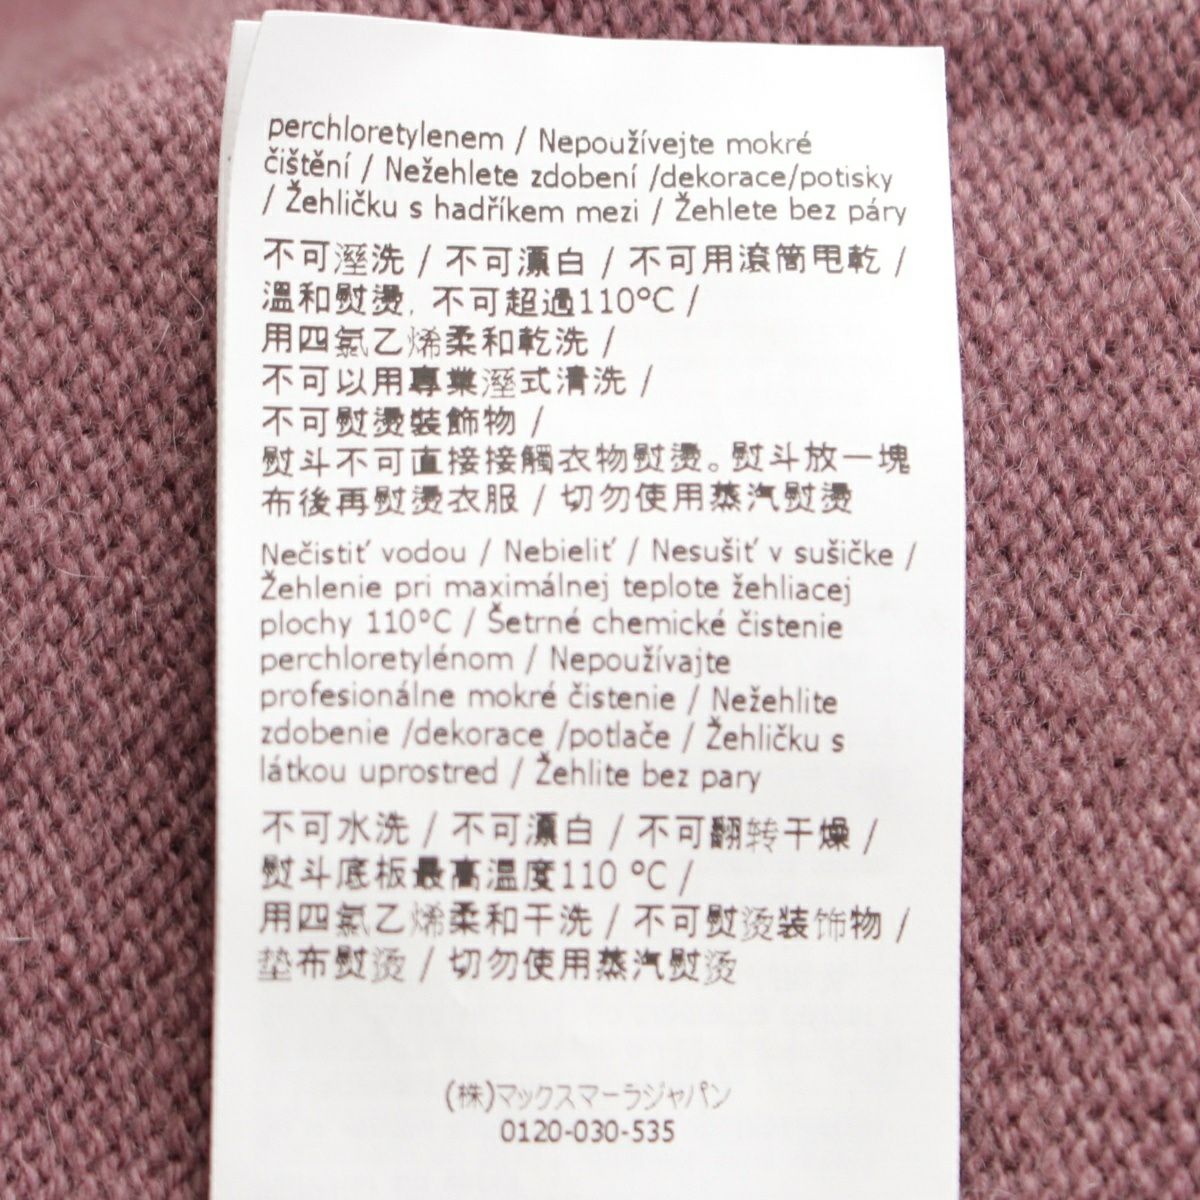 perchloretylenem / Nepoužívejte mokré
čištění / Nežehlete zdobení /dekorace/potisky
/ Žehličku s hadříkem mezi / Žehlete bez páry
不可溼洗 / 不可漂白 / 不可用滾筒甩乾 /
溫和熨燙, 不可超過110°C /
用四氯乙烯柔和乾洗 /
不可以用專業溼式清洗 /
不可熨燙裝飾物 /
熨斗不可直接接觸衣物熨燙。熨斗放一塊
布後再熨燙衣服 / 切勿使用蒸汽熨燙
Nečistiť vodou / Nebieliť / Nesušiť v sušičke /
Žehlenie pri maximálnej teplote žehliacej
plochy 110°C / Šetrné chemické čistenie
perchloretylénom / Nepoužívajte
profesionálne mokré čistenie / Nežehlite
zdobenie /dekorace /potlače / Žehličku s
látkou uprostred / Žehlite bez pary
不可水洗 / 不可漂白 / 不可翻转干燥 /
熨斗底板最高温度110 °C /
用四氯乙烯柔和干洗 / 不可熨烫装饰物 /
垫布熨烫 / 切勿使用蒸汽熨烫
(株)マックスマーラジャパン
0120-030-535